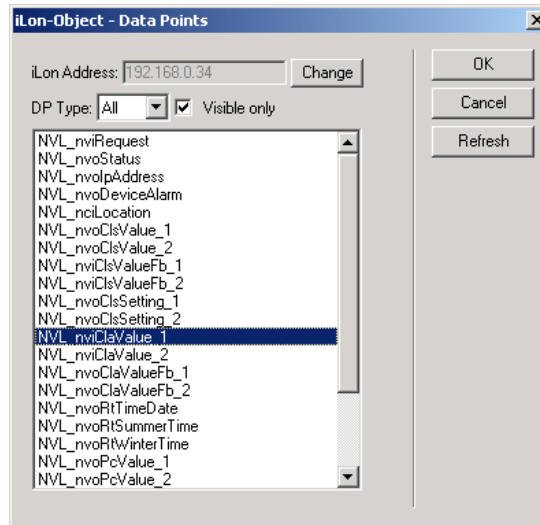 iLon-Object - Data Points
iLon Address: 192.168.0.34 Change
DP Type: All Visible only
OK
Cancel
Refresh
NVL_nviRequest
NVL_nvoStatus
NVL_nvoIpAddress
NVL_nvoDeviceAlarm
NVL_nciLocation
NVL_nvoClsValue_1
NVL_nvoClsValue_2
NVL_nviClsValueFb_1
NVL_nviClsValueFb_2
NVL_nvoClsSetting_1
NVL_nvoClsSetting_2
NVL_nviClaValue_1
NVL_nviClaValue_2
NVL_nvoClaValueFb_1
NVL_nvoClaValueFb_2
NVL_nvoRtTimeDate
NVL_nvoRtSummerTime
NVL_nvoRtWinterTime
NVL_nvoPcValue_1
NVL_nvoPcValue_2